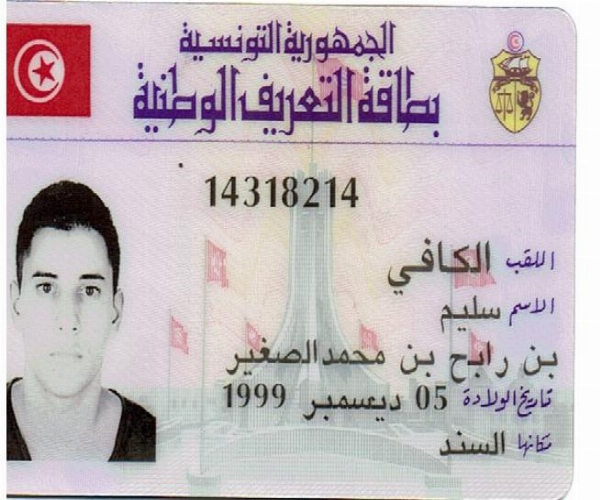 الجمهورية التونسية
بطاقة التعريف الوطنية
14318214
اللقب الكافي
الاسم سليم
بن رابح بن محمد الصغير
تاريخ الولادة 05 ديسمبر 1999
مكانها السند